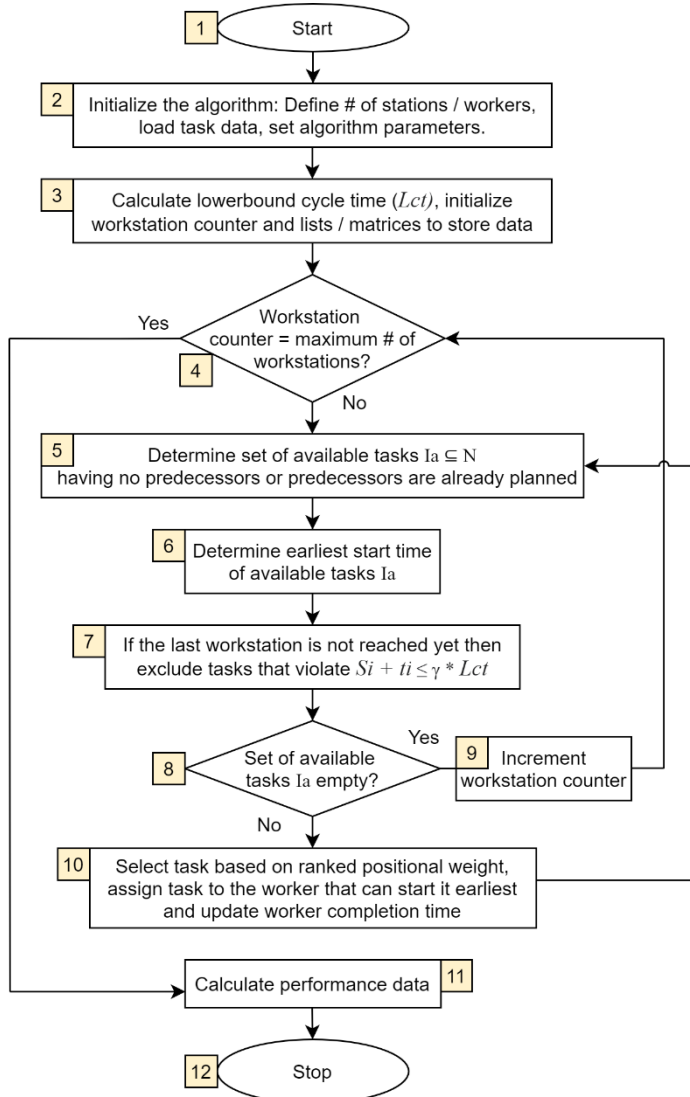 1
Start
2
Initialize the algorithm: Define # of stations / workers,
load task data, set algorithm parameters.
3
Calculate lowerbound cycle time (Lct), initialize
workstation counter and lists / matrices to store data
Yes
Workstation
counter = maximum # of
workstations?
4
No
5
Determine set of available tasks Ia ⊆ N
having no predecessors or predecessors are already planned
6
Determine earliest start time
of available tasks Ia
7
If the last workstation is not reached yet then
exclude tasks that violate Si + ti ≤ γ * Lct
8
Set of available
tasks Ia empty?
Yes
9
Increment
workstation counter
No
10
Select task based on ranked positional weight,
assign task to the worker that can start it earliest
and update worker completion time
Calculate performance data
11
12
Stop